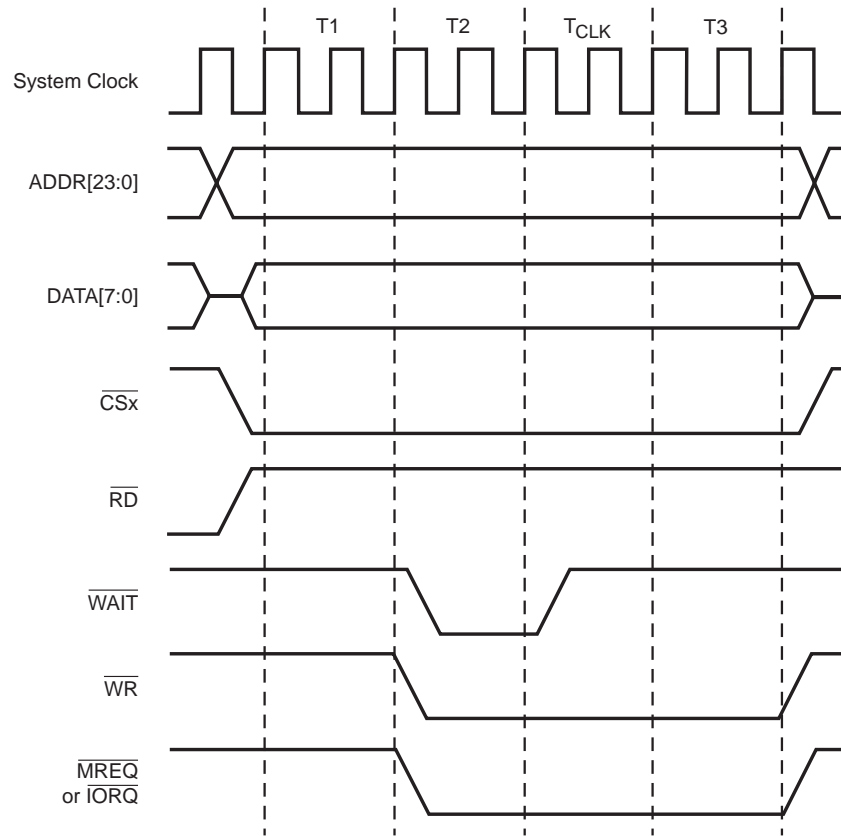 T1 T2 TCLK T3
System Clock
ADDR[23:0]
DATA[7:0]
CSx
RD
WAIT
WR
MREQ
or IORQ